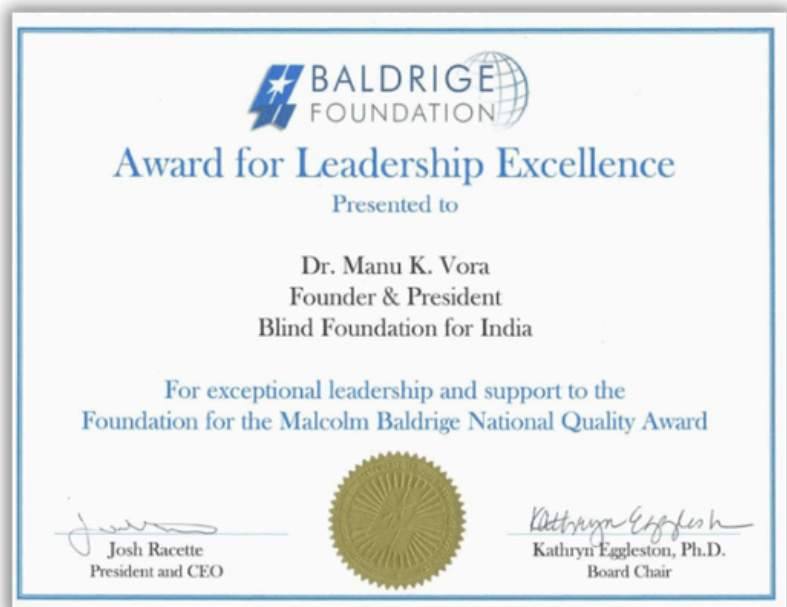 BALDRIGE
FOUNDATION
Award for Leadership Excellence
Presented to
Dr. Manu K. Vora
Founder & President
Blind Foundation for India
For exceptional leadership and support to the
Foundation for the Malcolm Baldrige National Quality Award
Josh Racette
President and CEO
Kathryn Eggleston, Ph.D.
Board Chair